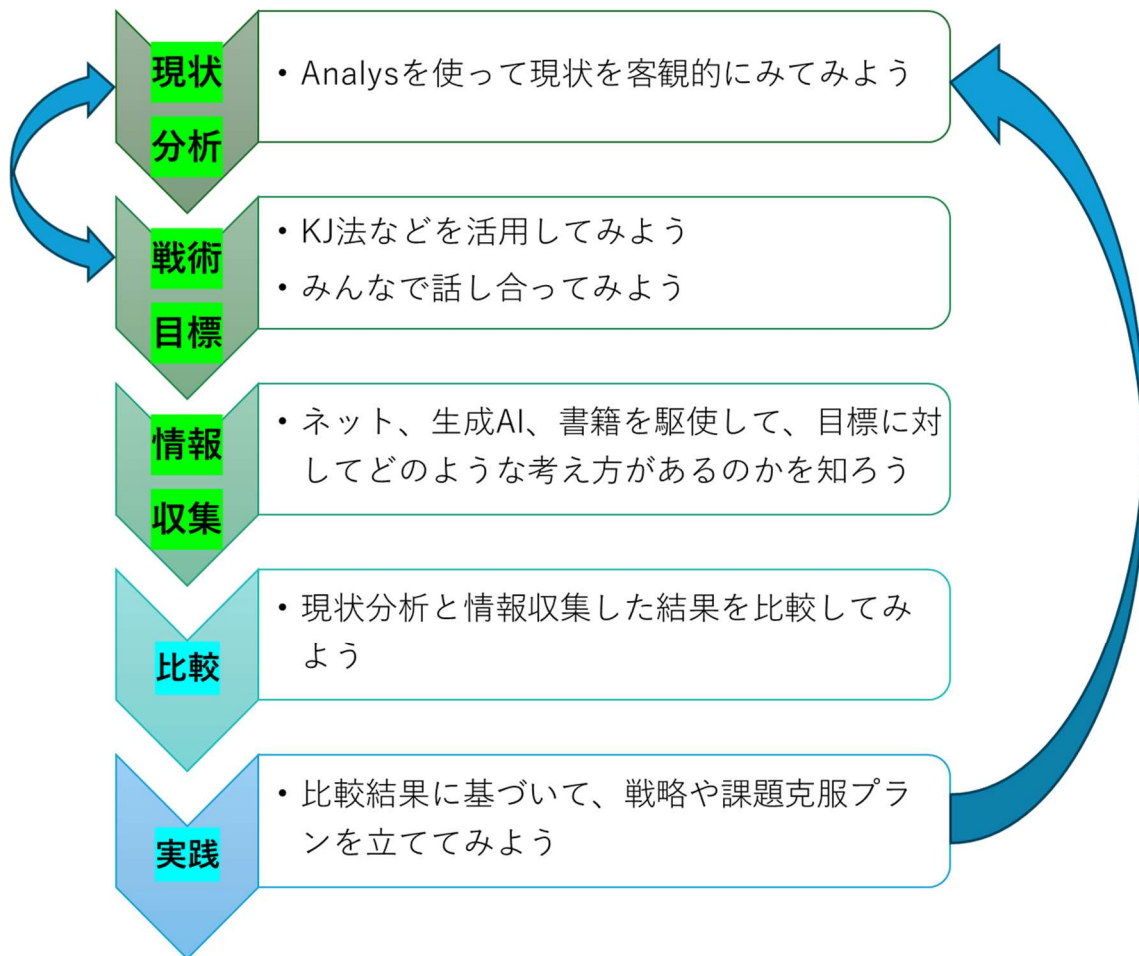 現状
分析
・Analysを使って現状を客観的にみてみよう
戦術
目標
・KJ法などを活用してみよう
・みんなで話し合ってみよう
情報
収集
・ネット、生成AI、書籍を駆使して、目標に対
してどのような考え方があるのかを知ろう
比較
・現状分析と情報収集した結果を比較してみ
よう
実践
・比較結果に基づいて、戦略や課題克服プラ
ンを立ててみよう